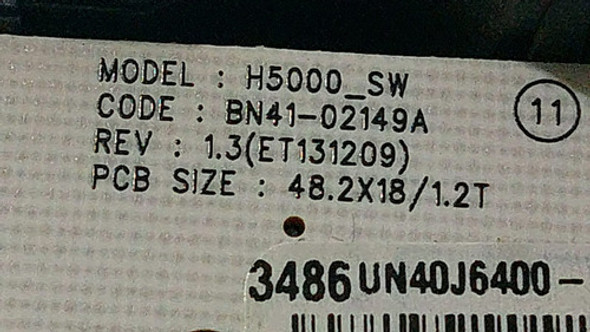 MODEL : H5000_SW
CODE : BN41-02149A
REV : 1.3(ET131209)
PCB SIZE : 48.2X18/1.2T
11
3486 UN40J6400-